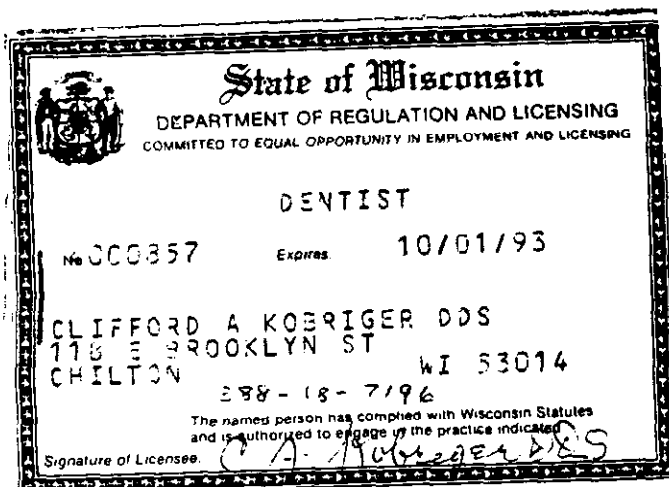 State of Wisconsin
DEPARTMENT OF REGULATION AND LICENSING
COMMITTED TO EQUAL OPPORTUNITY IN EMPLOYMENT AND LICENSING
DENTIST
No Expires. 10/01/93
CLIFFORD A KOBRIGER DDS
118 E BROOKLYN ST
CHILTON WI 53014
The named person has complied with Wisconsin Statutes
and is authorized to engage in the practice indicated
Signature of Licensee. C. A. Kobriger DDS